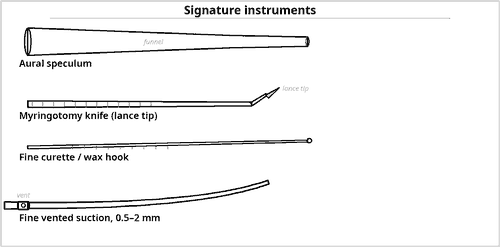 Signature instruments
funnel
Aural speculum
lance tip
Myringotomy knife (lance tip)
Fine curette / wax hook
vent
Fine vented suction, 0.5–2 mm